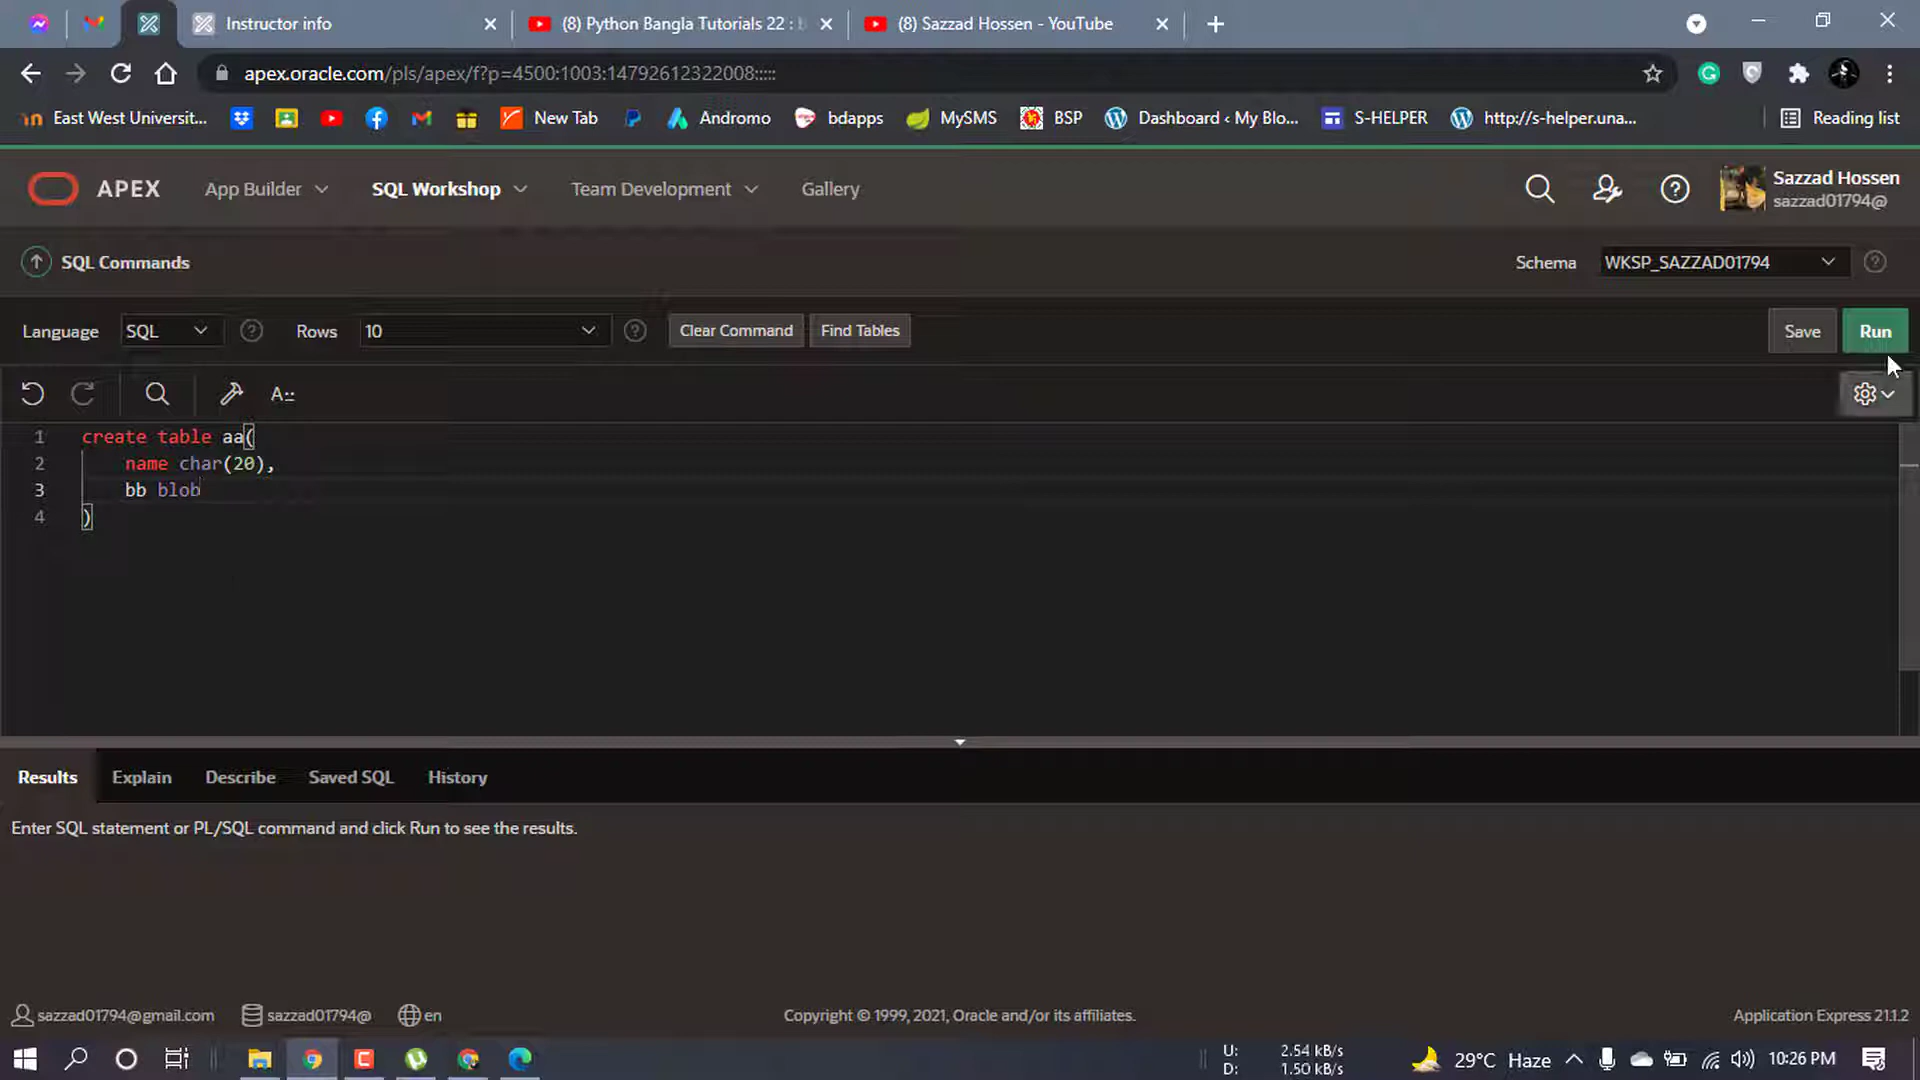 Instructor info
(8) Python Bangla Tutorials 22 :
(8) Sazzad Hossen - YouTube
apex.oracle.com/pls/apex/f?p=4500:1003:14792612322008:::::
East West Universit...
New Tab
Andromo
bdapps
MySMS
BSP
Dashboard ‹ My Blo...
S-HELPER
http://s-helper.una...
Reading list
APEX
App Builder
SQL Workshop
Team Development
Gallery
Sazzad Hossen
sazzad01794@
SQL Commands
Schema
WKSP_SAZZAD01794
Language
SQL
Rows
10
Clear Command
Find Tables
Save
Run
A::
1 create table aa(
2 name char(20),
3 bb blob
4 )
Results
Explain
Describe
Saved SQL
History
Enter SQL statement or PL/SQL command and click Run to see the results.
sazzad01794@gmail.com
sazzad01794@
en
Copyright © 1999, 2021, Oracle and/or its affiliates.
Application Express 21.1.2
U: 2.54 kB/s
D: 1.50 kB/s
29°C Haze
10:26 PM